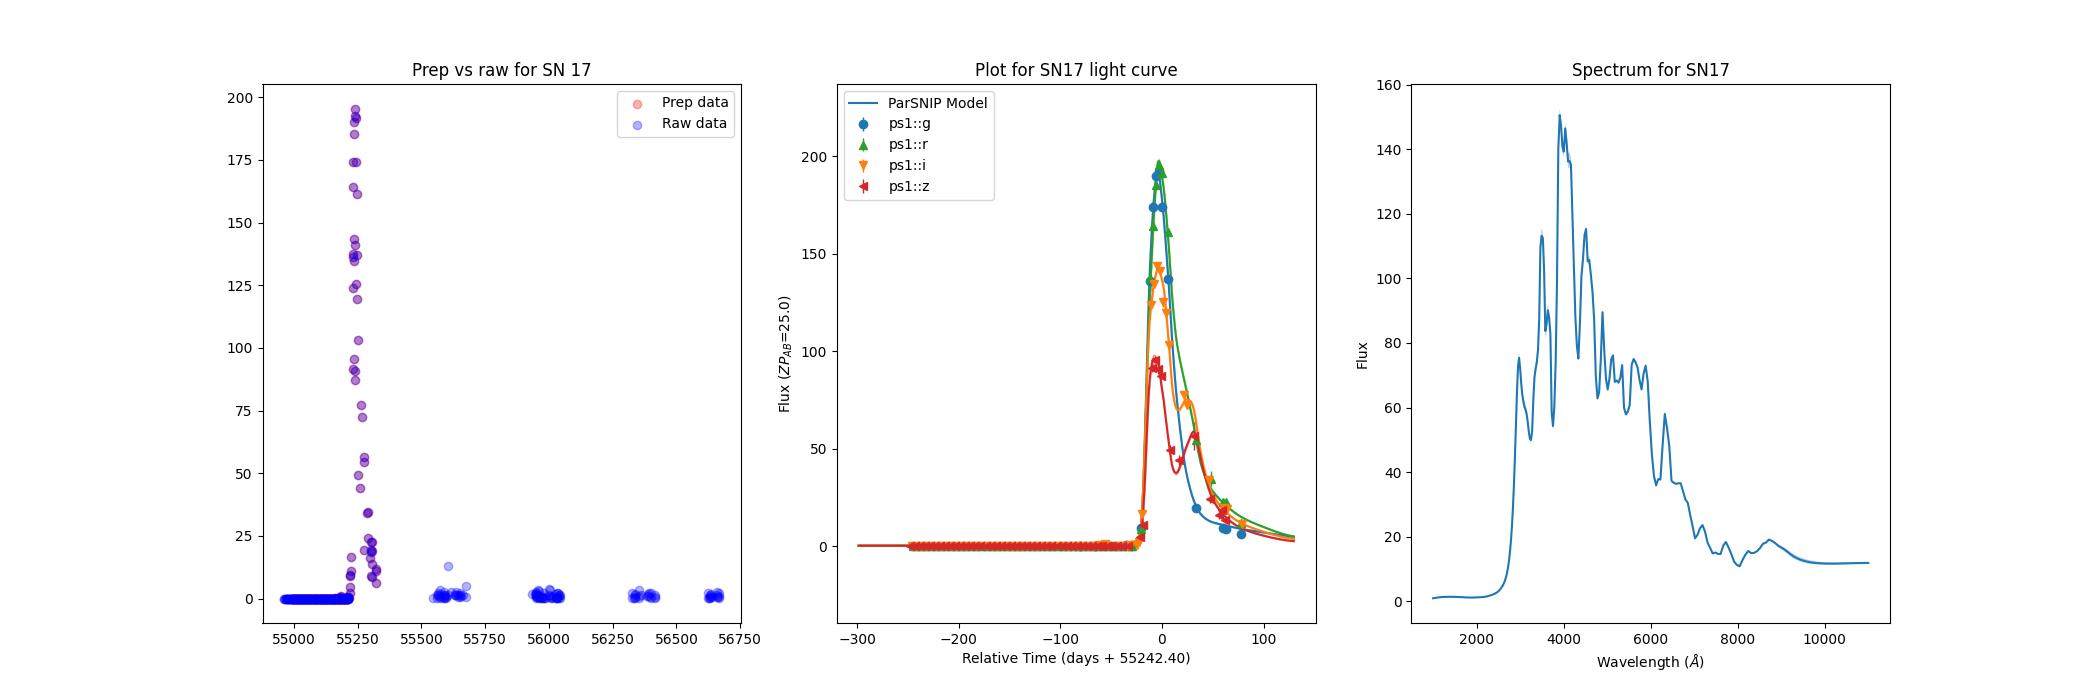 Prep vs raw for SN 17
200
175
150
125
100
75
50
25
0
55000
55250
55500
55750
56000
56250
56500
56750
Prep data
Raw data
Plot for SN17 light curve
Flux (ZP_AB=25.0)
200
150
100
50
0
−300
−200
−100
0
100
Relative Time (days + 55242.40)
ParSNIP Model
ps1::g
ps1::r
ps1::i
ps1::z
Spectrum for SN17
Flux
160
140
120
100
80
60
40
20
0
2000
4000
6000
8000
10000
Wavelength (Å)